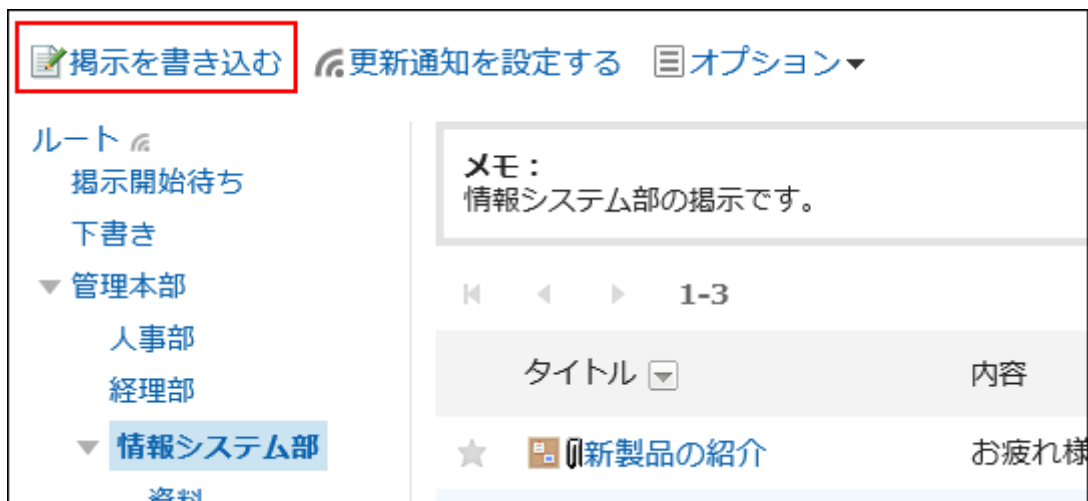 掲示を書き込む 更新通知を設定する オプション
ルート
掲示開始待ち
下書き
管理本部
人事部
経理部
情報システム部
資料
メモ：
情報システム部の掲示です。
1-3
タイトル 内容
新製品の紹介 お疲れ様